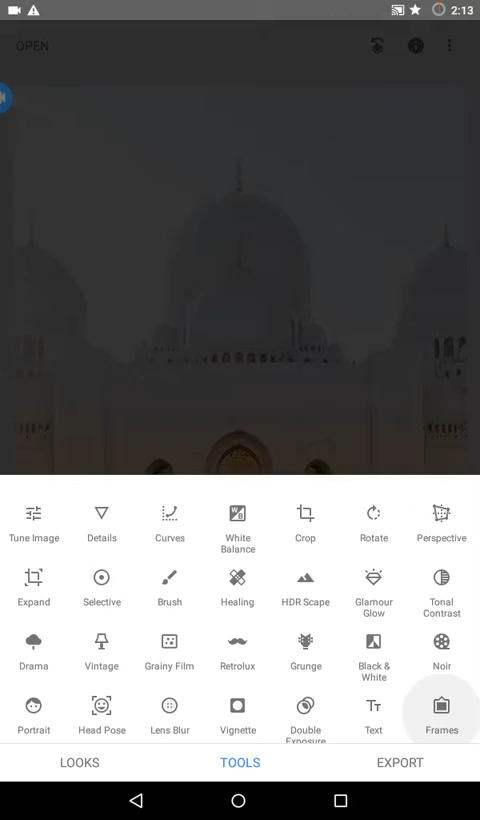 2:13
OPEN
Tune Image Details Curves White Balance Crop Rotate Perspective
Expand Selective Brush Healing HDR Scape Glamour Glow Tonal Contrast
Drama Vintage Grainy Film Retrolux Grunge Black & White Noir
Portrait Head Pose Lens Blur Vignette Double Exposure Text Frames
LOOKS TOOLS EXPORT